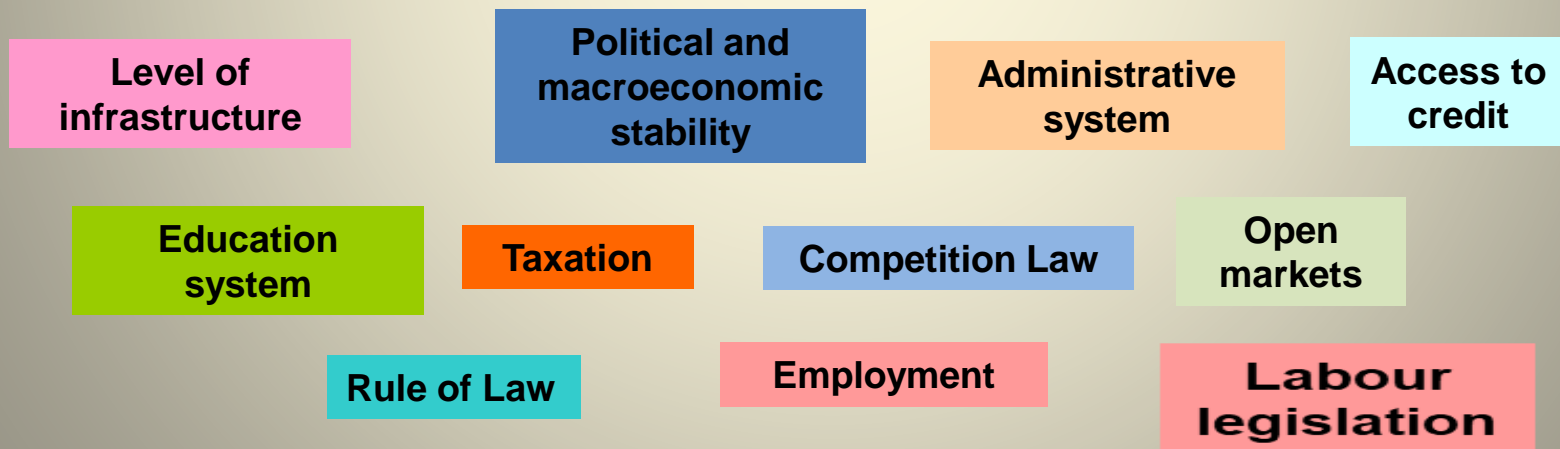 Level of
infrastructure
Political and
macroeconomic
stability
Administrative
system
Access to
credit
Education
system
Taxation
Competition Law
Open
markets
Rule of Law
Employment
Labour
legislation